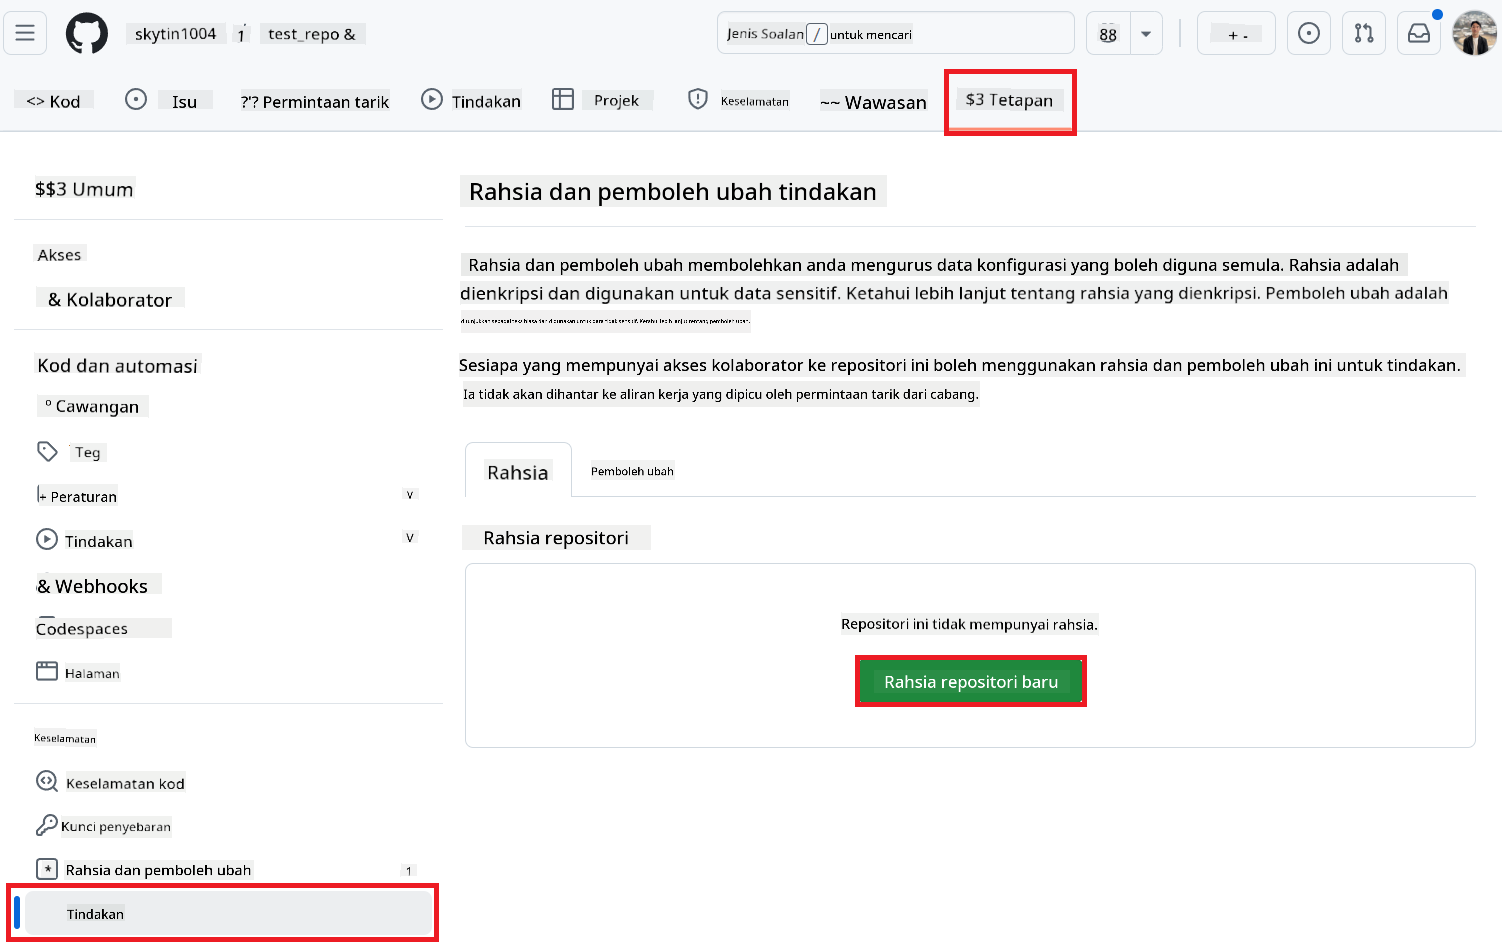 skytin1004 / test_repo &
Jenis Soalan / untuk mencari
88
+ -
<> Kod
Isu
?'? Permintaan tarik
Tindakan
Projek
Keselamatan
~~ Wawasan
$3 Tetapan
$$3 Umum
Akses
& Kolaborator
Kod dan automasi
º Cawangan
Teg
+ Peraturan v
Tindakan V
& Webhooks
Codespaces
Halaman
Keselamatan
Keselamatan kod
Kunci penyebaran
* Rahsia dan pemboleh ubah 1
Tindakan
Rahsia dan pemboleh ubah tindakan
Rahsia dan pemboleh ubah membolehkan anda mengurus data konfigurasi yang boleh diguna semula. Rahsia adalah
dienkripsi dan digunakan untuk data sensitif. Ketahui lebih lanjut tentang rahsia yang dienkripsi. Pemboleh ubah adalah
Sesiapa yang mempunyai akses kolaborator ke repositori ini boleh menggunakan rahsia dan pemboleh ubah ini untuk tindakan.
Ia tidak akan dihantar ke aliran kerja yang dipicu oleh permintaan tarik dari cabang.
Rahsia
Pemboleh ubah
Rahsia repositori
Repositori ini tidak mempunyai rahsia.
Rahsia repositori baru